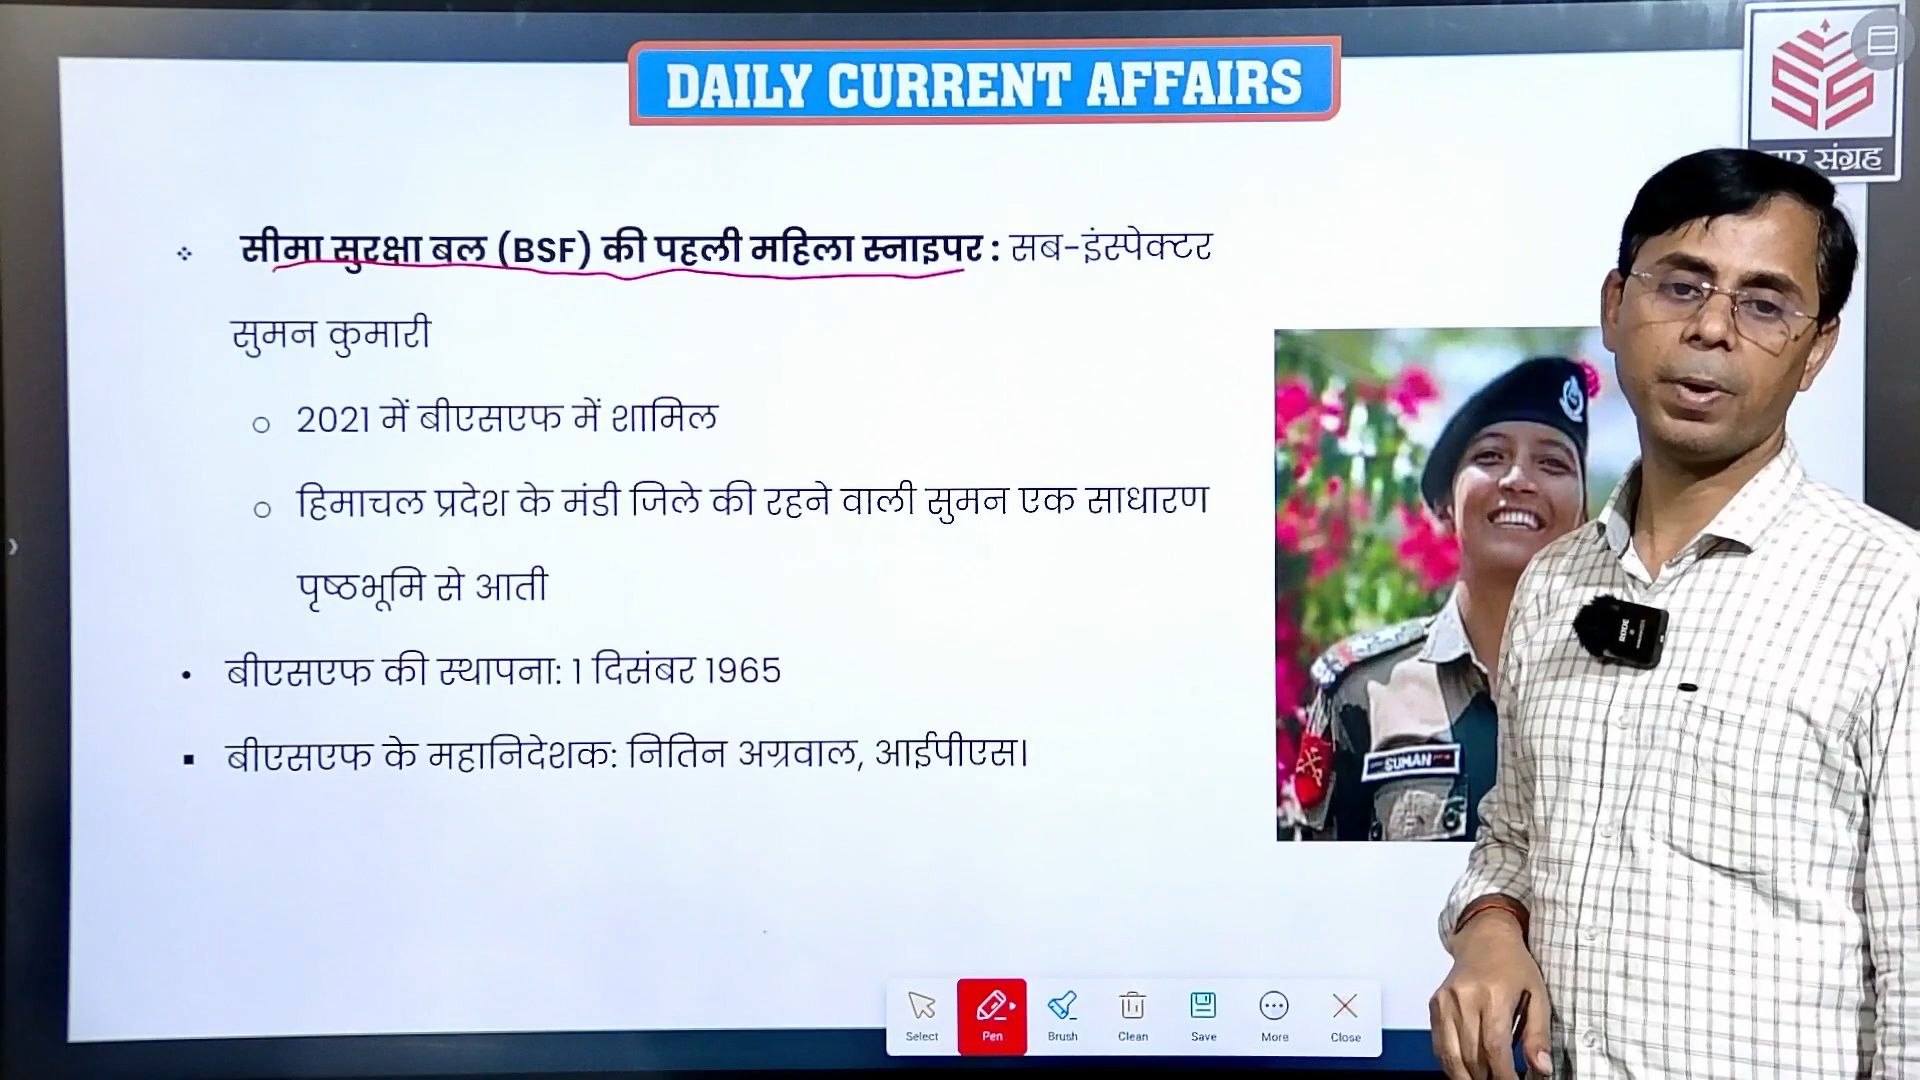 DAILY CURRENT AFFAIRS
संग्रह
सीमा सुरक्षा बल (BSF) की पहली महिला स्नाइपर : सब-इंस्पेक्टर
सुमन कुमारी
2021 में बीएसएफ में शामिल
हिमाचल प्रदेश के मंडी जिले की रहने वाली सुमन एक साधारण
पृष्ठभूमि से आती
बीएसएफ की स्थापना: 1 दिसंबर 1965
बीएसएफ के महानिदेशक: नितिन अग्रवाल, आईपीएस।
SUMAN
RODE
Select Pen Brush Clean Save More Close